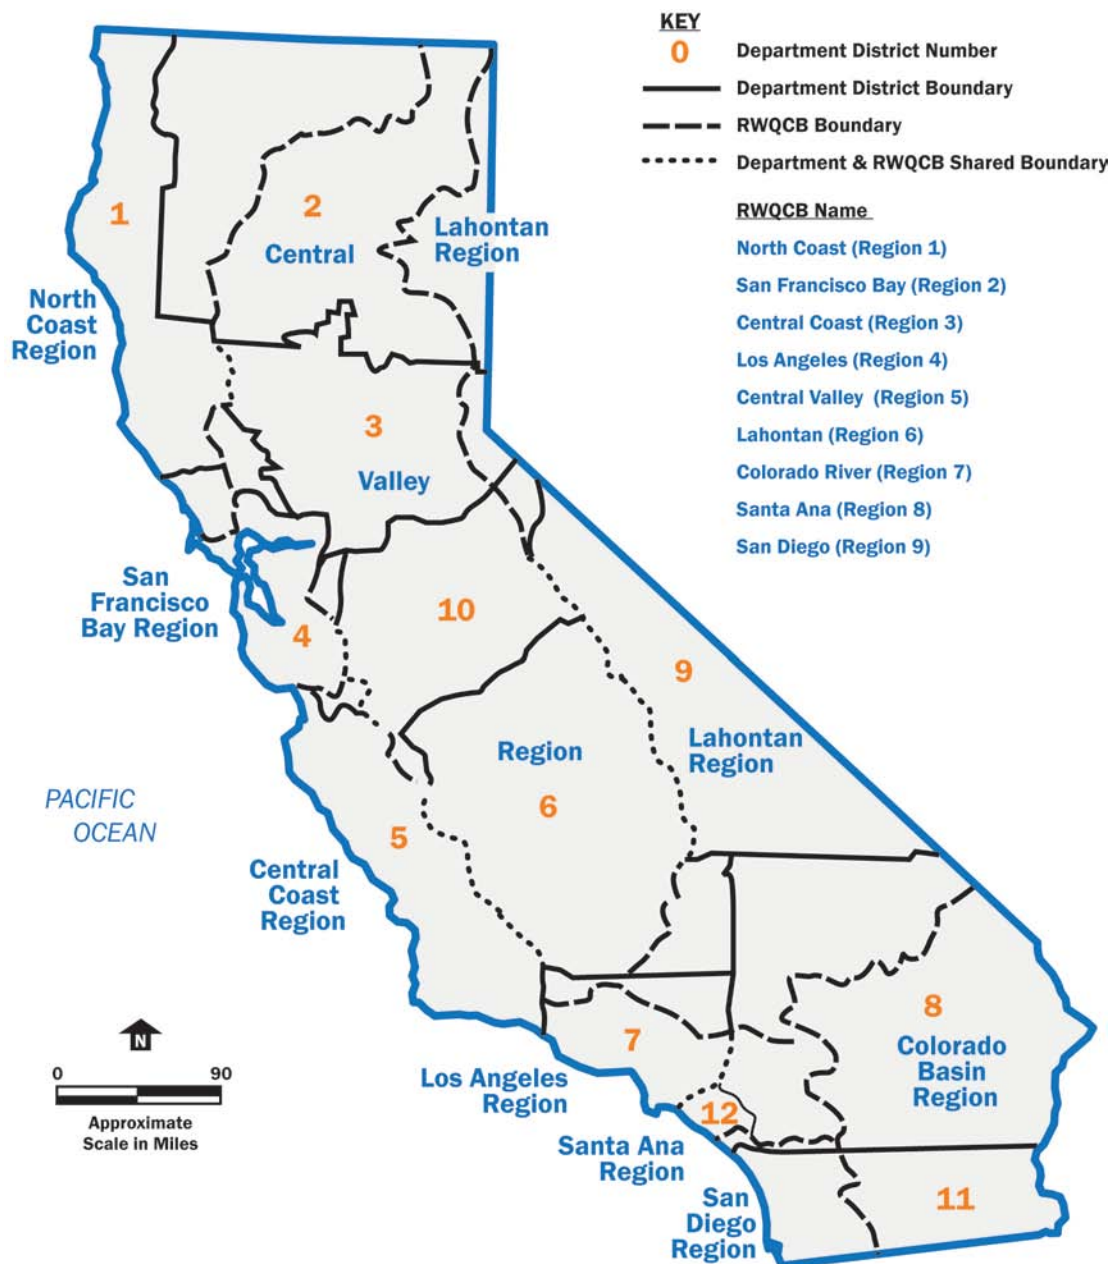 KEY
0 Department District Number
Department District Boundary
RWQCB Boundary
Department & RWQCB Shared Boundary
RWQCB Name
North Coast (Region 1)
San Francisco Bay (Region 2)
Central Coast (Region 3)
Los Angeles (Region 4)
Central Valley (Region 5)
Lahontan (Region 6)
Colorado River (Region 7)
Santa Ana (Region 8)
San Diego (Region 9)
1
2
Central
Lahontan
Region
North
Coast
Region
3
Valley
San
Francisco
Bay Region
4
10
9
Lahontan
Region
Region
6
5
PACIFIC
OCEAN
Central
Coast
Region
8
Colorado
Basin
Region
7
Los Angeles
Region
12
Santa Ana
Region
11
San
Diego
Region
N
0 90
Approximate
Scale in Miles